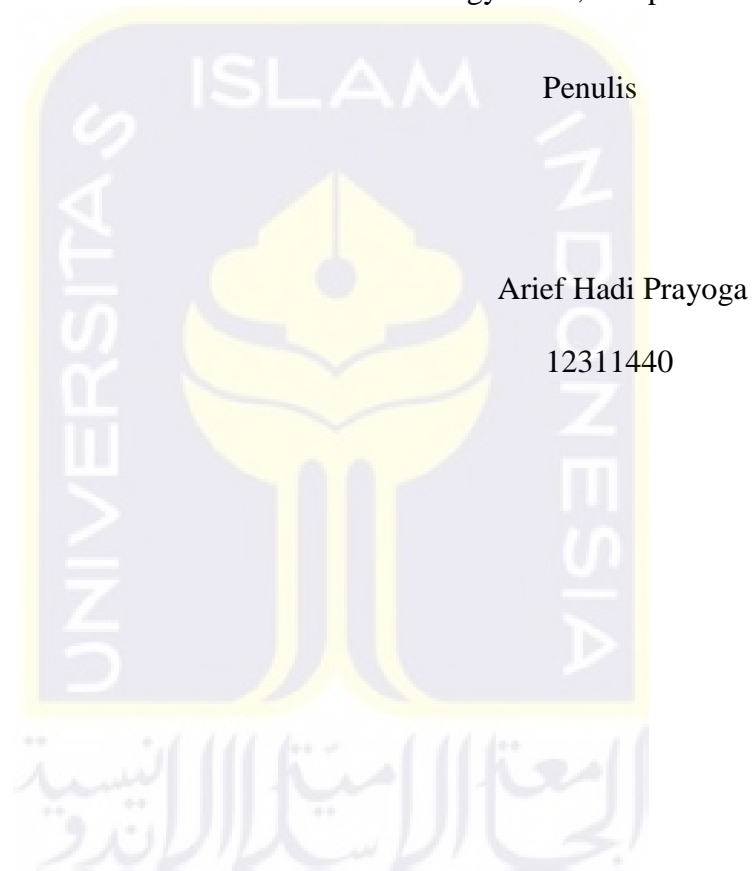 Penulis
Arief Hadi Prayoga
12311440
UNIVERSITAS
ISLAM
INDONESIA